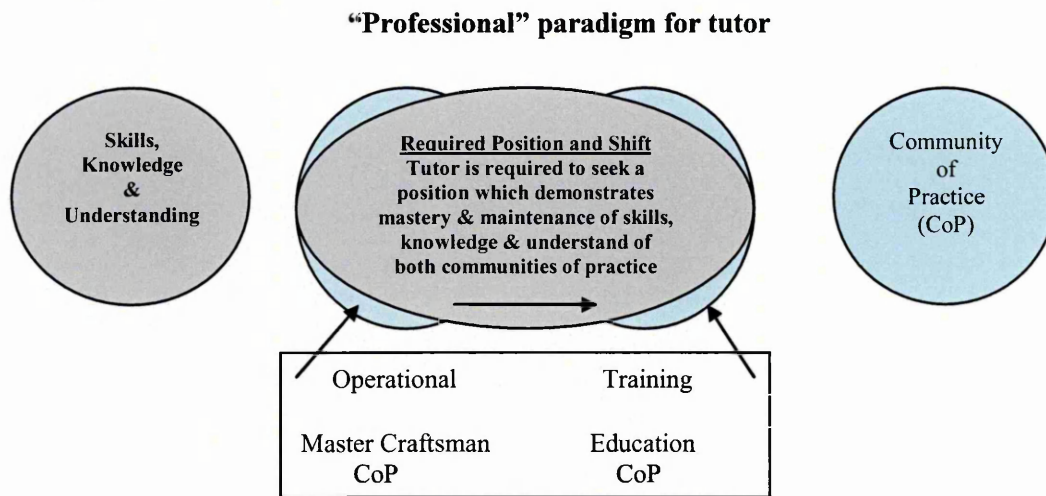 “Professional” paradigm for tutor
Skills,
Knowledge
&
Understanding
Required Position and Shift
Tutor is required to seek a
position which demonstrates
mastery & maintenance of skills,
knowledge & understand of
both communities of practice
Community
of
Practice
(CoP)
Operational Training
Master Craftsman Education
CoP CoP